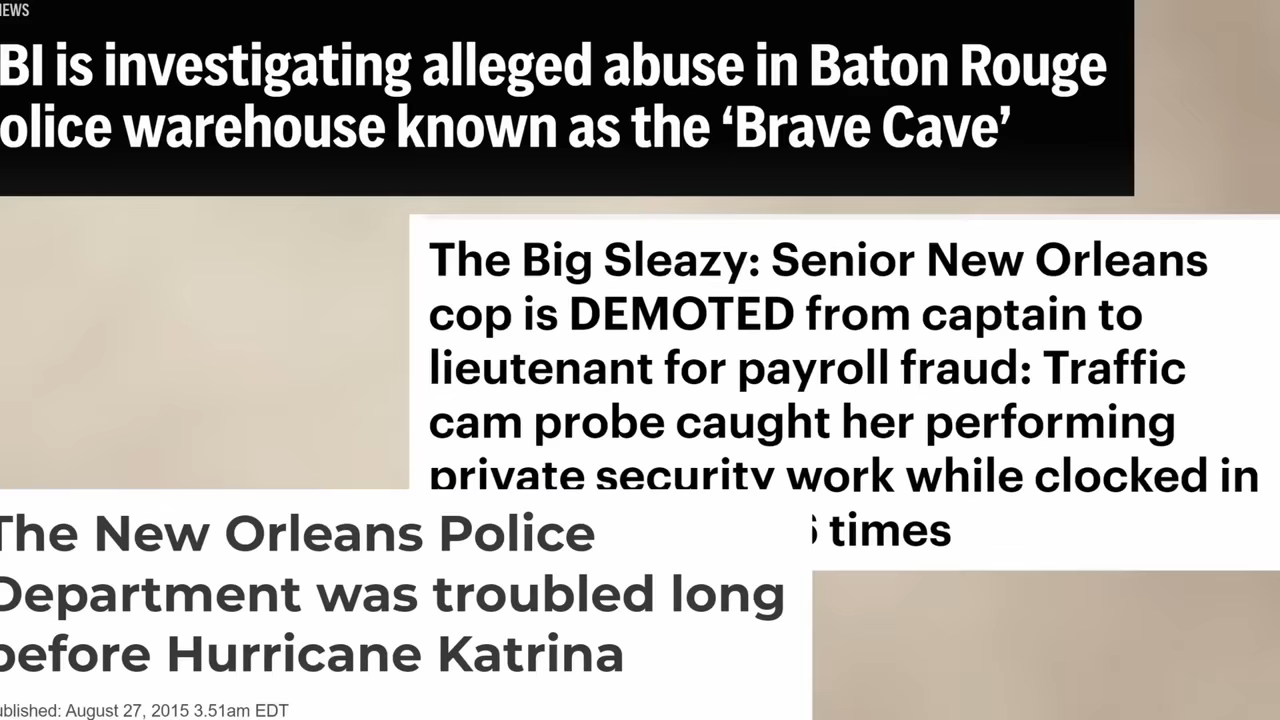 NEWS
BI is investigating alleged abuse in Baton Rouge
olice warehouse known as the ‘Brave Cave’
The Big Sleazy: Senior New Orleans
cop is DEMOTED from captain to
lieutenant for payroll fraud: Traffic
cam probe caught her performing
private security work while clocked in
times
The New Orleans Police
Department was troubled long
before Hurricane Katrina
ublished: August 27, 2015 3.51am EDT